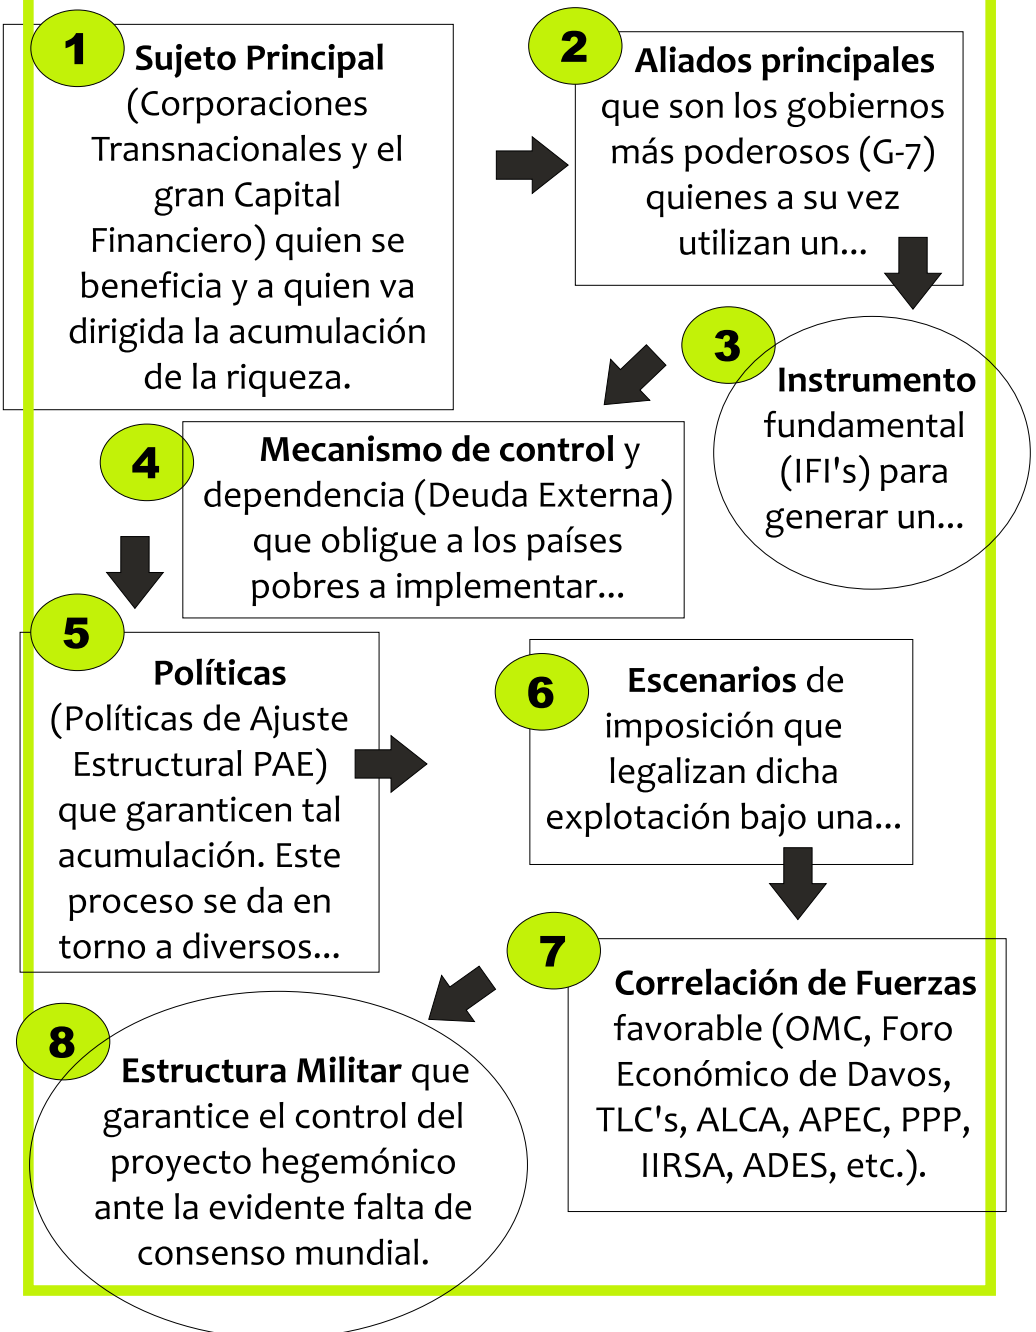 1
Sujeto Principal
(Corporaciones
Transnacionales y el
gran Capital
Financiero) quien se
beneficia y a quien va
dirigida la acumulación
de la riqueza.
2
Aliados principales
que son los gobiernos
más poderosos (G-7)
quienes a su vez
utilizan un...
3
Instrumento
fundamental
(IFI's) para
generar un...
4
Mecanismo de control y
dependencia (Deuda Externa)
que obligue a los países
pobres a implementar...
5
Políticas
(Políticas de Ajuste
Estructural PAE)
que garanticen tal
acumulación. Este
proceso se da en
torno a diversos...
6
Escenarios de
imposición que
legalizan dicha
explotación bajo una...
7
Correlación de Fuerzas
favorable (OMC, Foro
Económico de Davos,
TLC's, ALCA, APEC, PPP,
IIRSA, ADES, etc.).
8
Estructura Militar que
garantice el control del
proyecto hegemónico
ante la evidente falta de
consenso mundial.